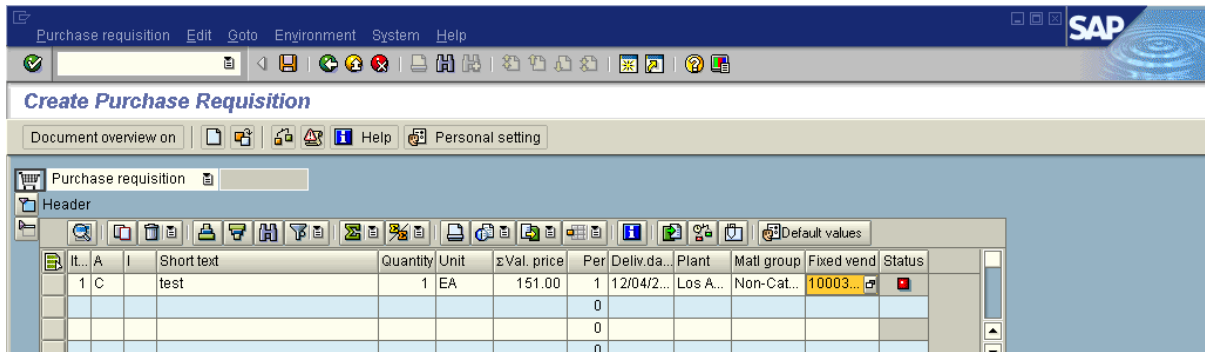 Purchase requisition Edit Goto Environment System Help
SAP
Create Purchase Requisition
Document overview on Help Personal setting
Purchase requisition
Header
Default values
It... A I Short text Quantity Unit ΣVal. price Per Deliv.da... Plant Matl group Fixed vend Status
1 C test 1 EA 151.00 1 12/04/2... Los A... Non-Cat... 10003...
0
0
0